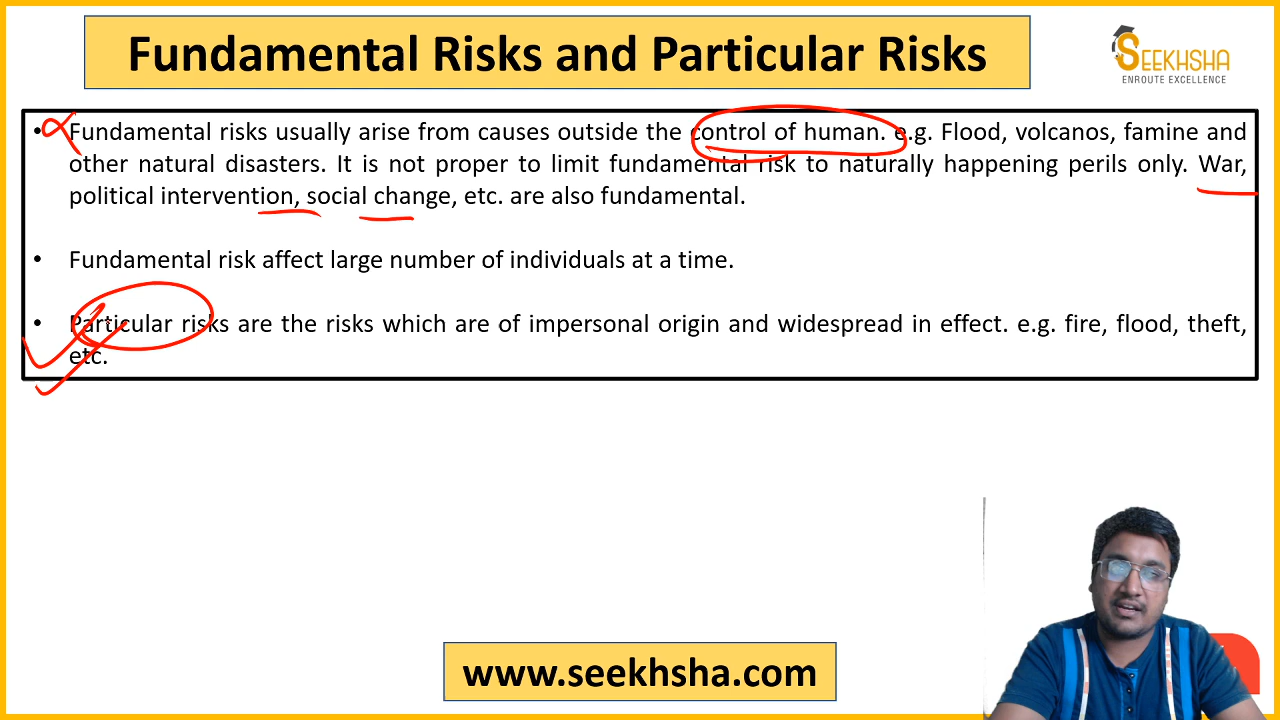 Fundamental Risks and Particular Risks
SEEKHSHA
ENROUTE EXCELLENCE
• Fundamental risks usually arise from causes outside the control of human. e.g. Flood, volcanos, famine and
other natural disasters. It is not proper to limit fundamental risk to naturally happening perils only. War,
political intervention, social change, etc. are also fundamental.
• Fundamental risk affect large number of individuals at a time.
• Particular risks are the risks which are of impersonal origin and widespread in effect. e.g. fire, flood, theft,
etc.
www.seekhsha.com